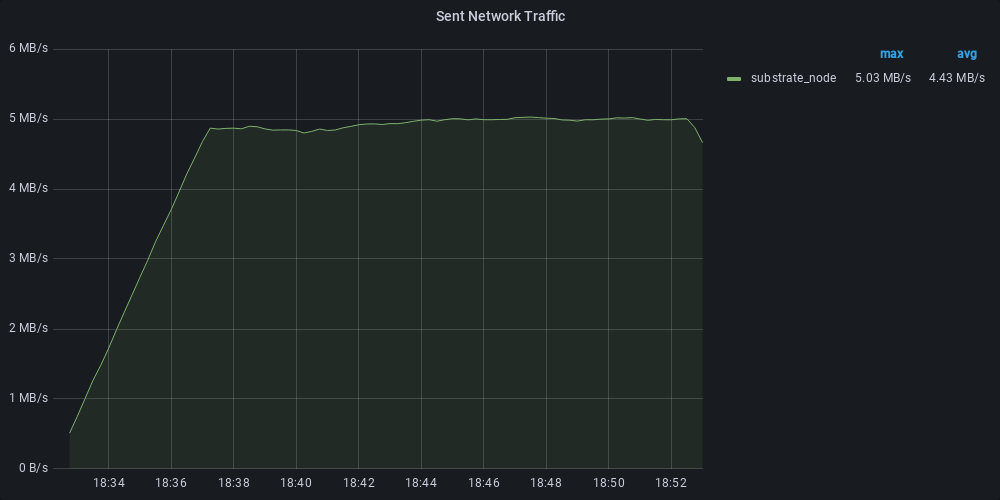 Sent Network Traffic
6 MB/s
5 MB/s
4 MB/s
3 MB/s
2 MB/s
1 MB/s
0 B/s
18:34 18:36 18:38 18:40 18:42 18:44 18:46 18:48 18:50 18:52
max avg
substrate_node 5.03 MB/s 4.43 MB/s